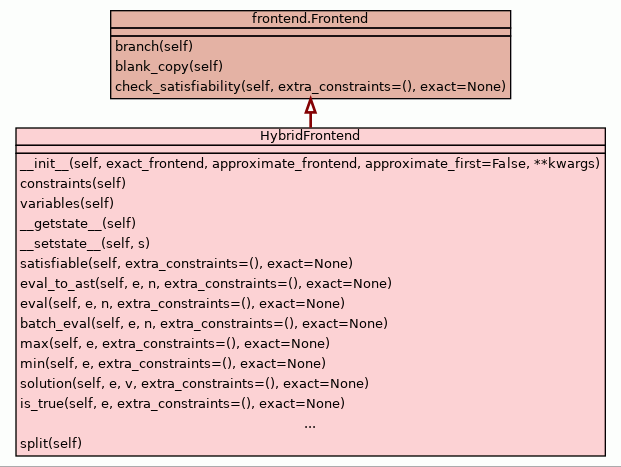 frontend.Frontend
branch(self)
blank_copy(self)
check_satisfiability(self, extra_constraints=(), exact=None)
HybridFrontend
__init__(self, exact_frontend, approximate_frontend, approximate_first=False, **kwargs)
constraints(self)
variables(self)
__getstate__(self)
__setstate__(self, s)
satisfiable(self, extra_constraints=(), exact=None)
eval_to_ast(self, e, n, extra_constraints=(), exact=None)
eval(self, e, n, extra_constraints=(), exact=None)
batch_eval(self, e, n, extra_constraints=(), exact=None)
max(self, e, extra_constraints=(), exact=None)
min(self, e, extra_constraints=(), exact=None)
solution(self, e, v, extra_constraints=(), exact=None)
is_true(self, e, extra_constraints=(), exact=None)
...
split(self)